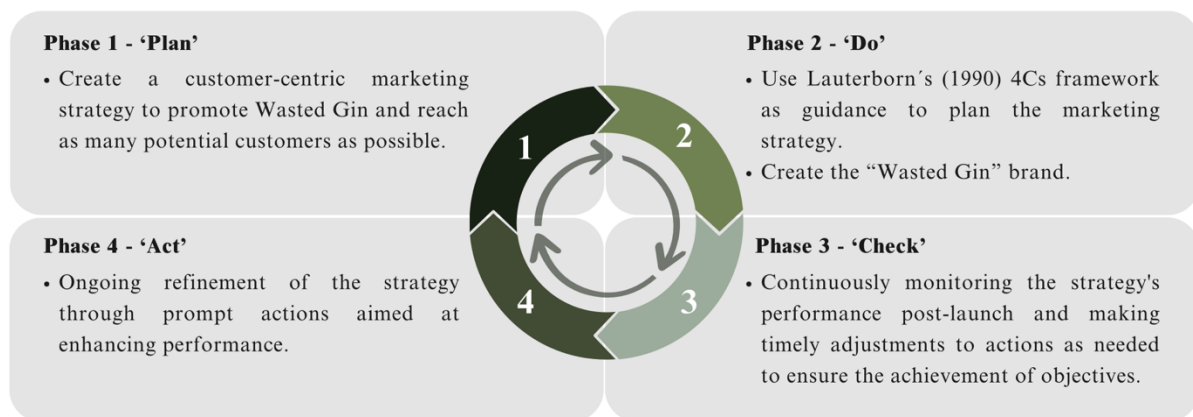 Phase 1 - ‘Plan’
• Create a customer-centric marketing
strategy to promote Wasted Gin and reach
as many potential customers as possible.
Phase 2 - ‘Do’
• Use Lauterborn´s (1990) 4Cs framework
as guidance to plan the marketing
strategy.
• Create the “Wasted Gin” brand.
1
2
Phase 4 - ‘Act’
• Ongoing refinement of the strategy
through prompt actions aimed at
enhancing performance.
4
3
Phase 3 - ‘Check’
• Continuously monitoring the strategy's
performance post-launch and making
timely adjustments to actions as needed
to ensure the achievement of objectives.